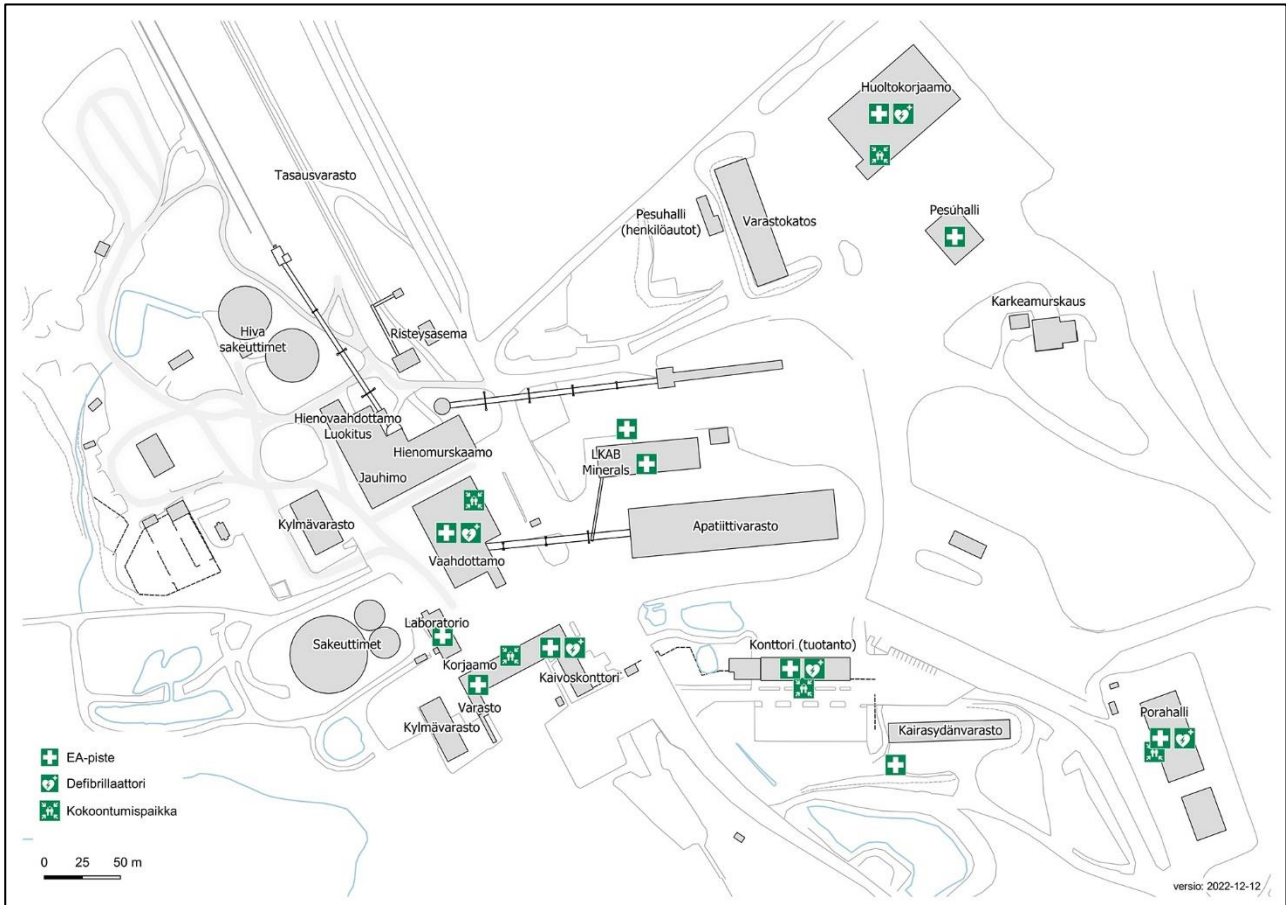 Huoltokorjaamo
Tasausvarasto
Pesuhalli
(henkilöautot)
Varastokatos
Pesuhalli
Karkeamurskaus
Hiva
sakeuttimet
Risteysasema
Hienovaahdottamo
Luokitus
Hienomurskaamo
Jauhimo
LKAB
Minerals
Kylmävarasto
Apatiittivarasto
Vaahdottamo
Laboratorio
Sakeuttimet
Korjaamo
Kaivoskonttori
Konttori (tuotanto)
Varasto
Kylmävarasto
Kairasydänvarasto
Porahalli
EA-piste
Defibrillaattori
Kokoontumispaikka
0 25 50 m
versio: 2022-12-12